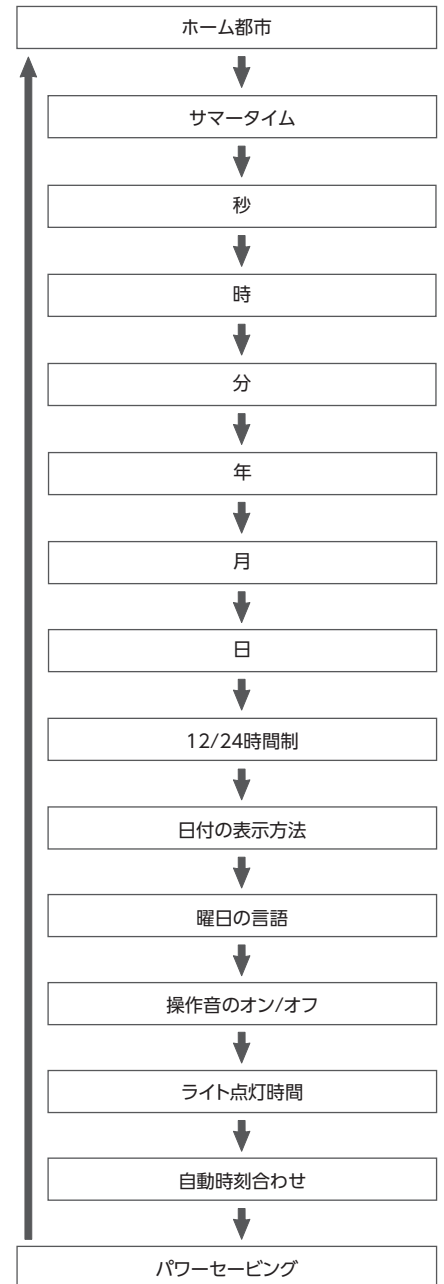 ホーム都市
サマータイム
秒
時
分
年
月
日
12/24時間制
日付の表示方法
曜日の言語
操作音のオン/オフ
ライト点灯時間
自動時刻合わせ
パワーセービング